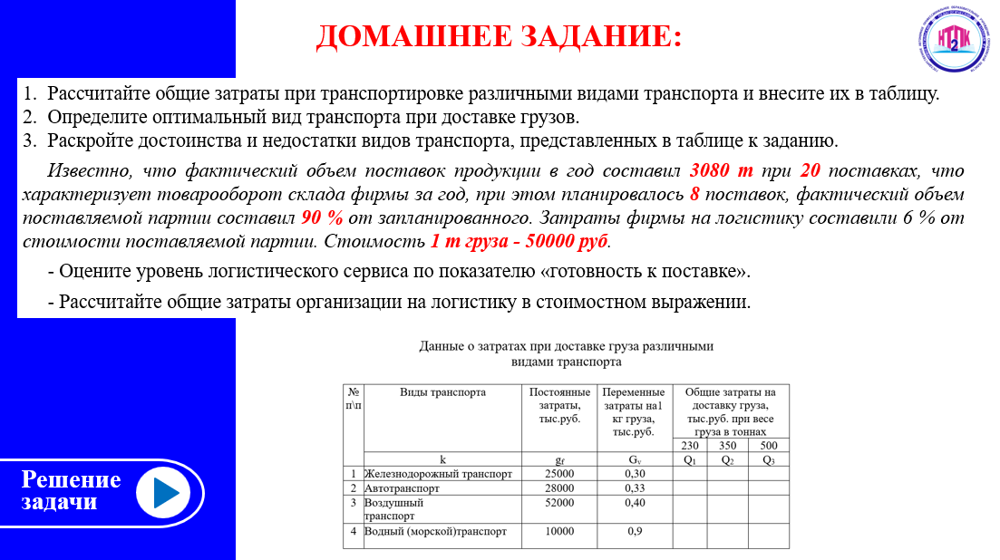 ДОМАШНЕЕ ЗАДАНИЕ:
НТПК
2
1. Рассчитайте общие затраты при транспортировке различными видами транспорта и внесите их в таблицу.
2. Определите оптимальный вид транспорта при доставке грузов.
3. Раскройте достоинства и недостатки видов транспорта, представленных в таблице к заданию.
Известно, что фактический объем поставок продукции в год составил 3080 т при 20 поставках, что
характеризует товарооборот склада фирмы за год, при этом планировалось 8 поставок, фактический объем
поставляемой партии составил 90 % от запланированного. Затраты фирмы на логистику составили 6 % от
стоимости поставляемой партии. Стоимость 1 т груза - 50000 руб.
- Оцените уровень логистического сервиса по показателю «готовность к поставке».
- Рассчитайте общие затраты организации на логистику в стоимостном выражении.
Данные о затратах при доставке груза различными
видами транспорта
№ п\п Виды транспорта Постоянные затраты, тыс.руб. Переменные затраты на1 кг груза, тыс.руб. Общие затраты на доставку груза, тыс.руб. при весе груза в тоннах
230 350 500
k gf Gv Q1 Q2 Q3
1 Железнодорожный транспорт 25000 0,30
2 Автотранспорт 28000 0,33
3 Воздушный транспорт 52000 0,40
4 Водный (морской)транспорт 10000 0,9
Решение
задачи